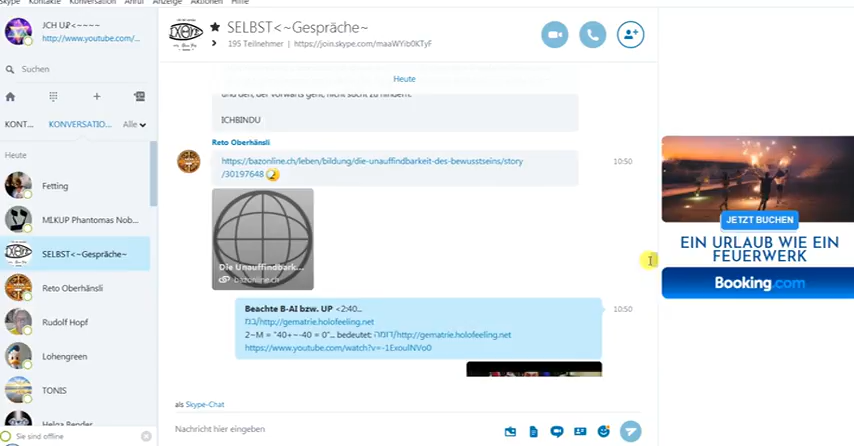 Skype Kontakte Konversation Anruf Anzeige Aktionen Hilfe
JCH UP<~~~~
http://www.youtube.com/...
Suchen
KONT... KONVERSATIO... Alle
Heute
Fetting
MLKUP Phantomas Nob...
SELBST<~Gespräche~
Reto Oberhänsli
Rudolf Hopf
Lohengreen
TONIS
Helga Render
Sie sind offline
SELBST<~Gespräche~
195 Teilnehmer | https://join.skype.com/maaWYib0KTyF
Heute
und den, der vorwärts geht, nicht sucht zu hindern.
ICHBINDU
Reto Oberhänsli
https://bazonline.ch/leben/bildung/die-unauffindbarkeit-des-bewusstseins/story
/30197648
10:50
Die Unauffindbark...
bazonline.ch
Beachte B-AI bzw. UP <2:40...
10:50
/http://gematrie.holofeeling.net
2~M = "40+~-40 = 0"... bedeutet: /http://gematrie.holofeeling.net
https://www.youtube.com/watch?v=-1ExoulNVo0
als Skype-Chat
Nachricht hier eingeben
JETZT BUCHEN
EIN URLAUB WIE EIN
FEUERWERK
Booking.com